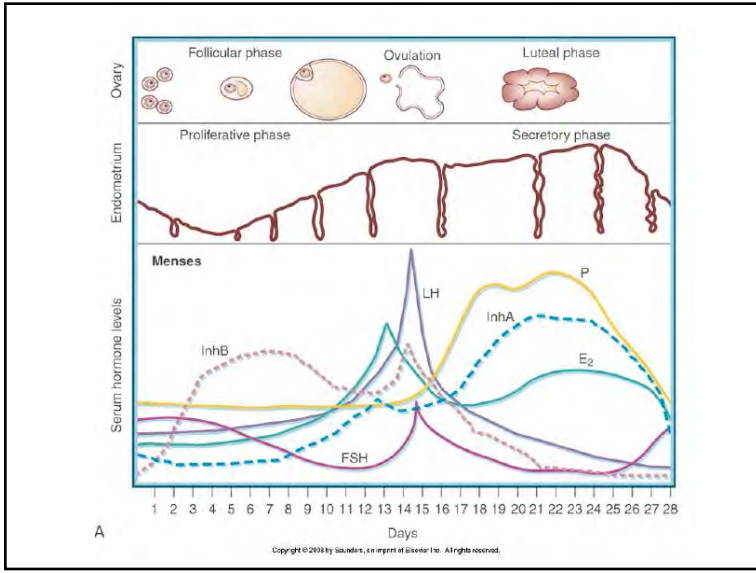 Ovary
Follicular phase
Ovulation
Luteal phase
Endometrium
Proliferative phase
Secretory phase
Serum hormone levels
Menses
LH
P
InhA
InhB
E2
FSH
1 2 3 4 5 6 7 8 9 10 11 12 13 14 15 16 17 18 19 20 21 22 23 24 25 26 27 28
A
Days
Copyright © 2008 by Saunders, an imprint of Elsevier Inc. All rights reserved.